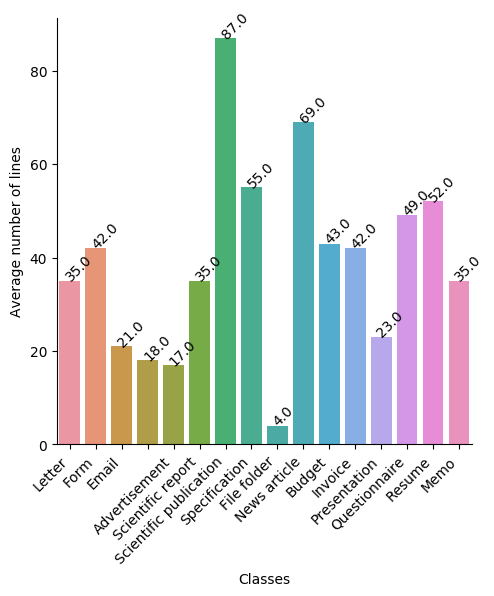 87.0
80
69.0
60
55.0
52.0
49.0
43.0
42.0
42.0
40
35.0
35.0
35.0
23.0
21.0
20
18.0
17.0
4.0
0
Average number of lines
Letter
Form
Email
Advertisement
Scientific report
Scientific publication
Specification
File folder
News article
Budget
Invoice
Presentation
Questionnaire
Resume
Memo
Classes